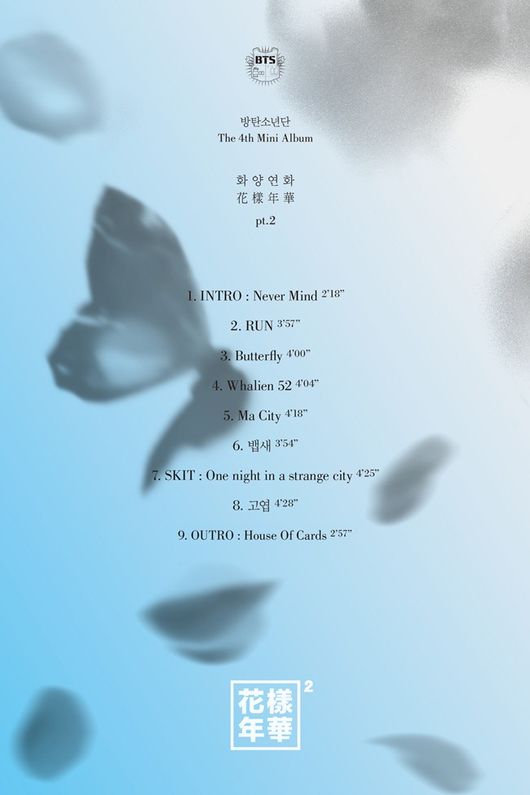 BTS
방탄소년단
The 4th Mini Album
화양연화
花樣年華
pt.2
1. INTRO : Never Mind 2'18"
2. RUN 3'57"
3. Butterfly 4'00"
4. Whalien 52 4'04"
5. Ma City 4'18"
6. 뱁새 3'54"
7. SKIT : One night in a strange city 4'25"
8. 고엽 4'28"
9. OUTRO : House Of Cards 2'57"
花樣 2
年華